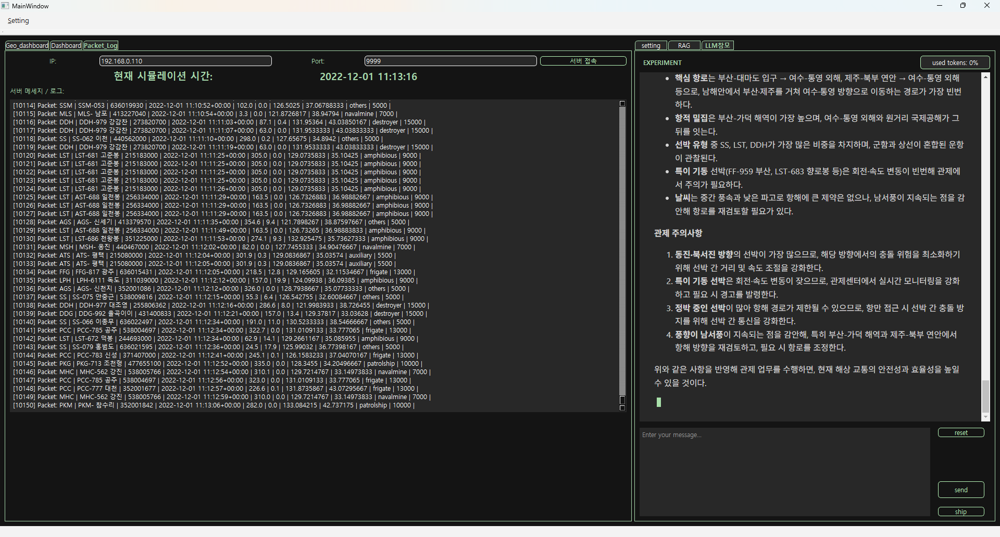 MainWindow
Setting
Geo_dashboard Dashboard Packet_Log
IP: 192.168.0.110 Port: 9999 서버 접속
현재 시뮬레이션 시간: 2022-12-01 11:13:16
서버 메세지 / 로그:
[10114] Packet: SSM | SSM-053 | 636019930 | 2022-12-01 11:10:52+00:00 | 102.0 | 0.0 | 126.5025 | 37.06788333 | others | 5000 |
[10115] Packet: MLS | MLS- 남포 | 413227040 | 2022-12-01 11:10:54+00:00 | 3.3 | 0.0 | 121.8726817 | 38.94794 | navalmine | 7000 |
[10116] Packet: DDH | DDH-979 강감찬 | 273820700 | 2022-12-01 11:11:03+00:00 | 87.1 | 0.4 | 131.95364 | 43.03850167 | destroyer | 15000 |
[10117] Packet: DDH | DDH-979 강감찬 | 273820700 | 2022-12-01 11:11:07+00:00 | 63.0 | 0.0 | 131.9533333 | 43.03833333 | destroyer | 15000 |
[10118] Packet: SS | SS-062 이천 | 440562000 | 2022-12-01 11:11:10+00:00 | 298.0 | 0.2 | 127.65675 | 34.8942 | others | 5000 |
[10119] Packet: DDH | DDH-979 강감찬 | 273820700 | 2022-12-01 11:11:19+00:00 | 63.0 | 0.0 | 131.9533333 | 43.03833333 | destroyer | 15000 |
[10120] Packet: LST | LST-681 고준봉 | 215183000 | 2022-12-01 11:11:25+00:00 | 305.0 | 0.0 | 129.0735833 | 35.10425 | amphibious | 9000 |
[10121] Packet: LST | LST-681 고준봉 | 215183000 | 2022-12-01 11:11:25+00:00 | 305.0 | 0.0 | 129.0735833 | 35.10425 | amphibious | 9000 |
[10122] Packet: LST | LST-681 고준봉 | 215183000 | 2022-12-01 11:11:25+00:00 | 305.0 | 0.0 | 129.0735833 | 35.10425 | amphibious | 9000 |
[10123] Packet: LST | LST-681 고준봉 | 215183000 | 2022-12-01 11:11:25+00:00 | 305.0 | 0.0 | 129.0735833 | 35.10425 | amphibious | 9000 |
[10124] Packet: LST | LST-681 고준봉 | 215183000 | 2022-12-01 11:11:26+00:00 | 305.0 | 0.0 | 129.0735833 | 35.10425 | amphibious | 9000 |
[10125] Packet: LST | AST-688 일천봉 | 256334000 | 2022-12-01 11:11:29+00:00 | 163.5 | 0.0 | 126.7326883 | 36.98882667 | amphibious | 9000 |
[10126] Packet: LST | AST-688 일천봉 | 256334000 | 2022-12-01 11:11:29+00:00 | 163.5 | 0.0 | 126.7326883 | 36.98882667 | amphibious | 9000 |
[10127] Packet: LST | AST-688 일천봉 | 256334000 | 2022-12-01 11:11:29+00:00 | 163.5 | 0.0 | 126.7326883 | 36.98882667 | amphibious | 9000 |
[10128] Packet: AGS | AGS- 신세기 | 413379570 | 2022-12-01 11:11:35+00:00 | 354.6 | 9.4 | 121.7898267 | 38.87597667 | others | 5000 |
[10129] Packet: LST | AST-688 일천봉 | 256334000 | 2022-12-01 11:11:49+00:00 | 163.5 | 0.0 | 126.73265 | 36.98883833 | amphibious | 9000 |
[10130] Packet: LST | LST-686 천왕봉 | 351225000 | 2022-12-01 11:11:53+00:00 | 274.1 | 9.3 | 132.925475 | 35.73627333 | amphibious | 9000 |
[10131] Packet: MSH | MSH- 옹진 | 440467000 | 2022-12-01 11:12:02+00:00 | 82.0 | 0.0 | 127.7455333 | 34.90476667 | navalmine | 7000 |
[10132] Packet: ATS | ATS- 평택 | 215080000 | 2022-12-01 11:12:04+00:00 | 301.9 | 0.3 | 129.0836867 | 35.03574 | auxiliary | 5500 |
[10133] Packet: ATS | ATS- 평택 | 215080000 | 2022-12-01 11:12:05+00:00 | 301.9 | 0.3 | 129.0836867 | 35.03574 | auxiliary | 5500 |
[10134] Packet: FFG | FFG-817 광주 | 636015431 | 2022-12-01 11:12:05+00:00 | 218.5 | 12.8 | 129.165605 | 32.11534667 | frigate | 13000 |
[10135] Packet: LPH | LPH-6111 독도 | 311039000 | 2022-12-01 11:12:12+00:00 | 157.0 | 19.9 | 124.09938 | 36.09385 | amphibious | 9000 |
[10136] Packet: AGS | AGS- 신천지 | 352001086 | 2022-12-01 11:12:12+00:00 | 326.0 | 0.0 | 128.7938667 | 35.07733333 | others | 5000 |
[10137] Packet: SS | SS-075 안중근 | 538009816 | 2022-12-01 11:12:15+00:00 | 55.3 | 6.4 | 126.542755 | 32.60084667 | others | 5000 |
[10138] Packet: DDH | DDH-977 대조영 | 255806362 | 2022-12-01 11:12:16+00:00 | 286.6 | 8.0 | 121.9983933 | 38.726455 | destroyer | 15000 |
[10139] Packet: DDG | DDG-992 율곡이이 | 431400833 | 2022-12-01 11:12:21+00:00 | 157.0 | 13.4 | 129.37817 | 33.03628 | destroyer | 15000 |
[10140] Packet: SS | SS-066 이종무 | 636022497 | 2022-12-01 11:12:34+00:00 | 191.0 | 11.0 | 130.5233333 | 38.54666667 | others | 5000 |
[10141] Packet: PCC | PCC-785 공주 | 538004697 | 2022-12-01 11:12:34+00:00 | 322.7 | 0.0 | 131.0109133 | 33.777065 | frigate | 13000 |
[10142] Packet: LST | LST-672 덕봉 | 244693000 | 2022-12-01 11:12:34+00:00 | 62.9 | 14.1 | 129.2661167 | 35.085955 | amphibious | 9000 |
[10143] Packet: SS | SS-079 홍범도 | 636021595 | 2022-12-01 11:12:36+00:00 | 24.5 | 17.9 | 125.99032 | 36.77398167 | others | 5000 |
[10144] Packet: PCC | PCC-783 신성 | 371407000 | 2022-12-01 11:12:41+00:00 | 245.1 | 0.1 | 126.1583233 | 37.04070167 | frigate | 13000 |
[10145] Packet: PKG | PKG-713 조천형 | 477655100 | 2022-12-01 11:12:52+00:00 | 335.0 | 0.0 | 128.3455 | 34.20496667 | patrolship | 10000 |
[10146] Packet: MHC | MHC-562 강진 | 538005766 | 2022-12-01 11:12:54+00:00 | 310.1 | 0.0 | 129.7214767 | 33.14973833 | navalmine | 7000 |
[10147] Packet: PCC | PCC-785 공주 | 538004697 | 2022-12-01 11:12:56+00:00 | 323.0 | 0.0 | 131.0109133 | 33.777065 | frigate | 13000 |
[10148] Packet: PCC | PCC-777 대천 | 352001677 | 2022-12-01 11:12:57+00:00 | 226.6 | 0.1 | 131.8735867 | 43.07295667 | frigate | 13000 |
[10149] Packet: MHC | MHC-562 강진 | 538005766 | 2022-12-01 11:12:59+00:00 | 310.0 | 0.0 | 129.7214767 | 33.14973833 | navalmine | 7000 |
[10150] Packet: PKM | PKM- 참수리 | 352001842 | 2022-12-01 11:13:06+00:00 | 282.0 | 0.0 | 133.084215 | 42.737175 | patrolship | 10000 |
setting RAG LLM참모
EXPERIMENT used tokens: 0%
• 핵심 항로는 부산-대마도 입구 → 여수-통영 외해, 제주-북부 연안 → 여수-통영 외해
등으로, 남해안에서 부산·제주를 거쳐 여수·통영 방향으로 이동하는 경로가 가장 빈번
하다.
• 항적 밀집은 부산-가덕 해역이 가장 높으며, 여수-통영 외해와 원거리 국제공해가 그
뒤를 잇는다.
• 선박 유형 중 SS, LST, DDH가 가장 많은 비중을 차지하며, 군함과 상선이 혼합된 운항
이 관찰된다.
• 특이 기동 선박(FF-959 부산, LST-683 향로봉 등)은 회전·속도 변동이 빈번해 관제에
서 주의가 필요하다.
• 날씨는 중간 풍속과 낮은 파고로 항해에 큰 제약은 없으나, 남서풍이 지속되는 점을 감
안해 항로를 재검토할 필요가 있다.
관제 주의사항
1. 동진·북서진 방향의 선박이 가장 많으므로, 해당 방향에서의 충돌 위험을 최소화하기
위해 선박 간 거리 및 속도 조절을 강화한다.
2. 특이 기동 선박은 회전·속도 변동이 잦으므로, 관제센터에서 실시간 모니터링을 강화
하고 필요 시 경고를 발령한다.
3. 정박 중인 선박이 많아 항해 경로가 제한될 수 있으므로, 항만 접근 시 선박 간 충돌 방
지를 위해 선박 간 통신을 강화한다.
4. 풍향이 남서풍이 지속되는 점을 감안해, 특히 부산-가덕 해역과 제주-북부 연안에서
항해 방향을 재검토하고, 필요 시 항로를 조정한다.
위와 같은 사항을 반영해 관제 업무를 수행하면, 현재 해상 교통의 안전성과 효율성을 높일
수 있을 것이다.
Enter your message...
reset
send
ship